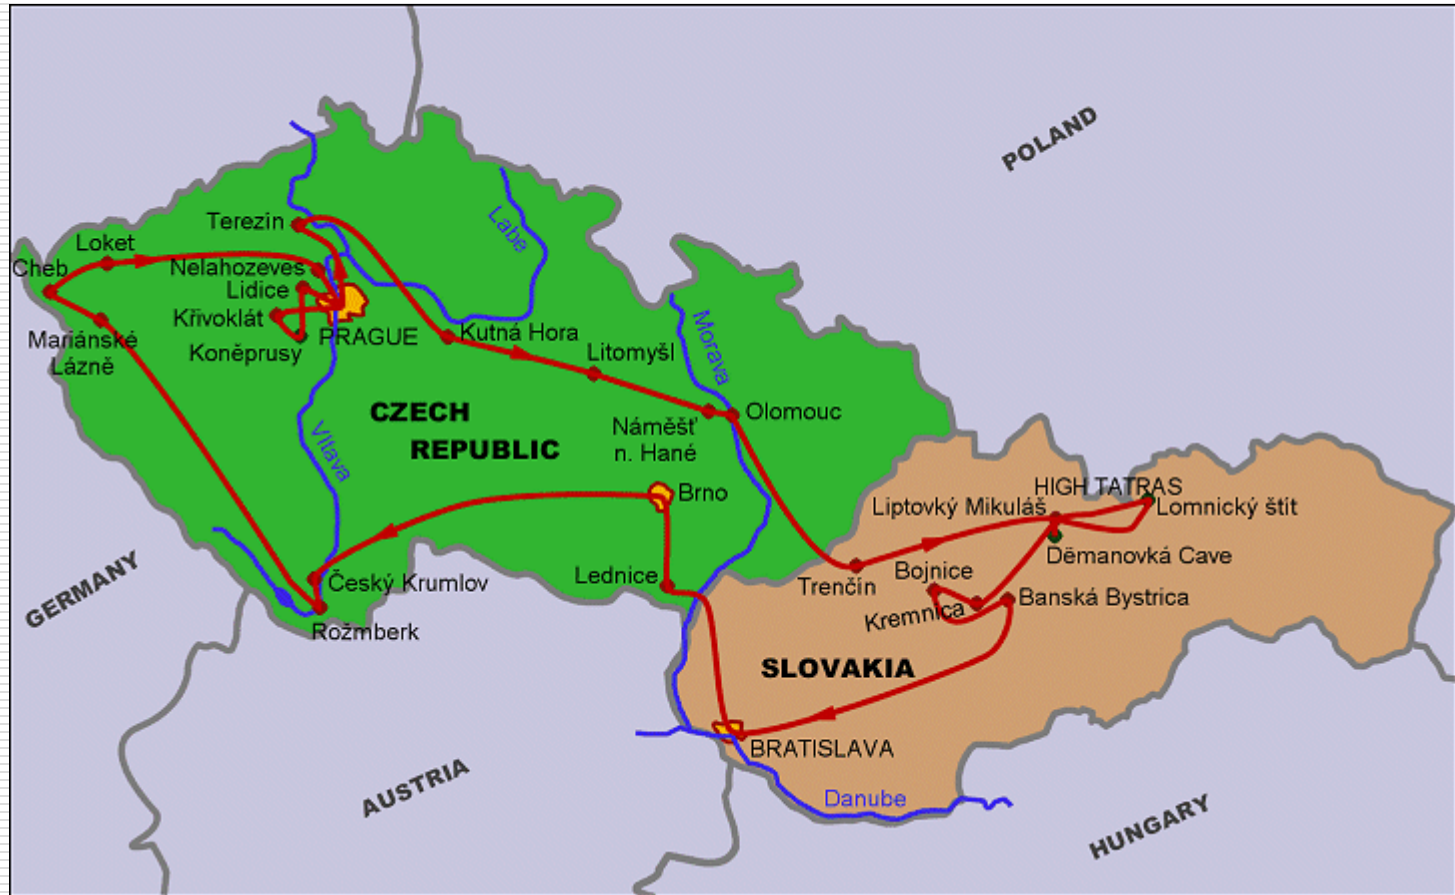 POLAND
Terezín
Labe
Loket
Cheb
Nelahozeves
Lidice
Křivoklát
PRAGUE
Koněprusy
Kutná Hora
Mariánské
Lázně
Litomyšl
Morava
CZECH
REPUBLIC
Náměšť
n. Hané
Olomouc
Vltava
Brno
HIGH TATRAS
Liptovký Mikuláš
Lomnický štít
Děmanovká Cave
GERMANY
Český Krumlov
Lednice
Trenčín
Bojnice
Kremnica
Banská Bystrica
Rožmberk
SLOVAKIA
BRATISLAVA
AUSTRIA
Danube
HUNGARY